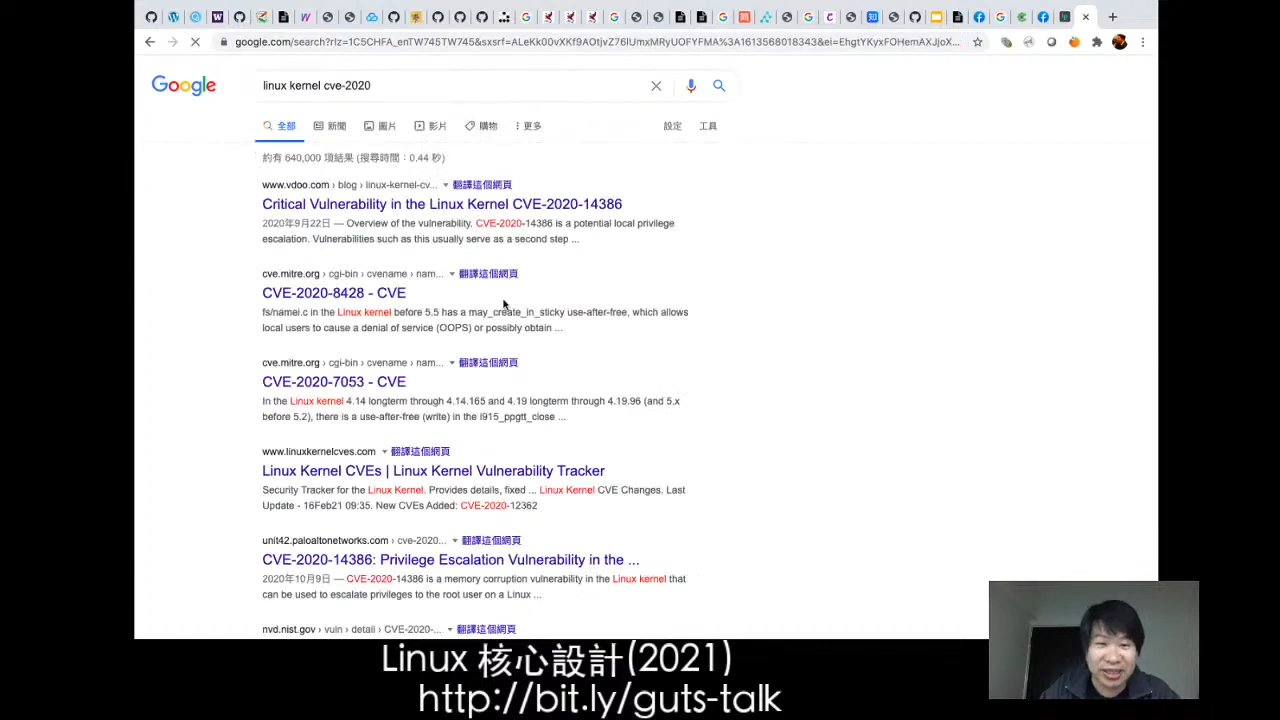 google.com/search?rlz=1C5CHFA_enTW745TW745&sxsrf=ALeKk00vXKf9AOtjvZ76lUmxMRyUOFYFMA%3A1613568018343&ei=EhgtYKyxFOHemAXJJoX...
Google
linux kernel cve-2020
全部 新聞 圖片 影片 購物 更多 設定 工具
約有 640,000 項結果 (搜尋時間：0.44 秒)
www.vdoo.com › blog › linux-kernel-cv... 翻譯這個網頁
Critical Vulnerability in the Linux Kernel CVE-2020-14386
2020年9月22日 — Overview of the vulnerability. CVE-2020-14386 is a potential local privilege
escalation. Vulnerabilities such as this usually serve as a second step ...
cve.mitre.org › cgi-bin › cvename › nam... 翻譯這個網頁
CVE-2020-8428 - CVE
fs/namei.c in the Linux kernel before 5.5 has a may_create_in_sticky use-after-free, which allows
local users to cause a denial of service (OOPS) or possibly obtain ...
cve.mitre.org › cgi-bin › cvename › nam... 翻譯這個網頁
CVE-2020-7053 - CVE
In the Linux kernel 4.14 longterm through 4.14.165 and 4.19 longterm through 4.19.96 (and 5.x
before 5.2), there is a use-after-free (write) in the i915_ppgtt_close ...
www.linuxkernelcves.com 翻譯這個網頁
Linux Kernel CVEs | Linux Kernel Vulnerability Tracker
Security Tracker for the Linux Kernel. Provides details, fixed ... Linux Kernel CVE Changes. Last
Update - 16Feb21 09:35. New CVEs Added: CVE-2020-12362
unit42.paloaltonetworks.com › cve-2020... 翻譯這個網頁
CVE-2020-14386: Privilege Escalation Vulnerability in the ...
2020年10月9日 — CVE-2020-14386 is a memory corruption vulnerability in the Linux kernel that
can be used to escalate privileges to the root user on a Linux ...
nvd.nist.gov › vuln › detail › CVE-2020-... 翻譯這個網頁
Linux 核心設計(2021)
http://bit.ly/guts-talk